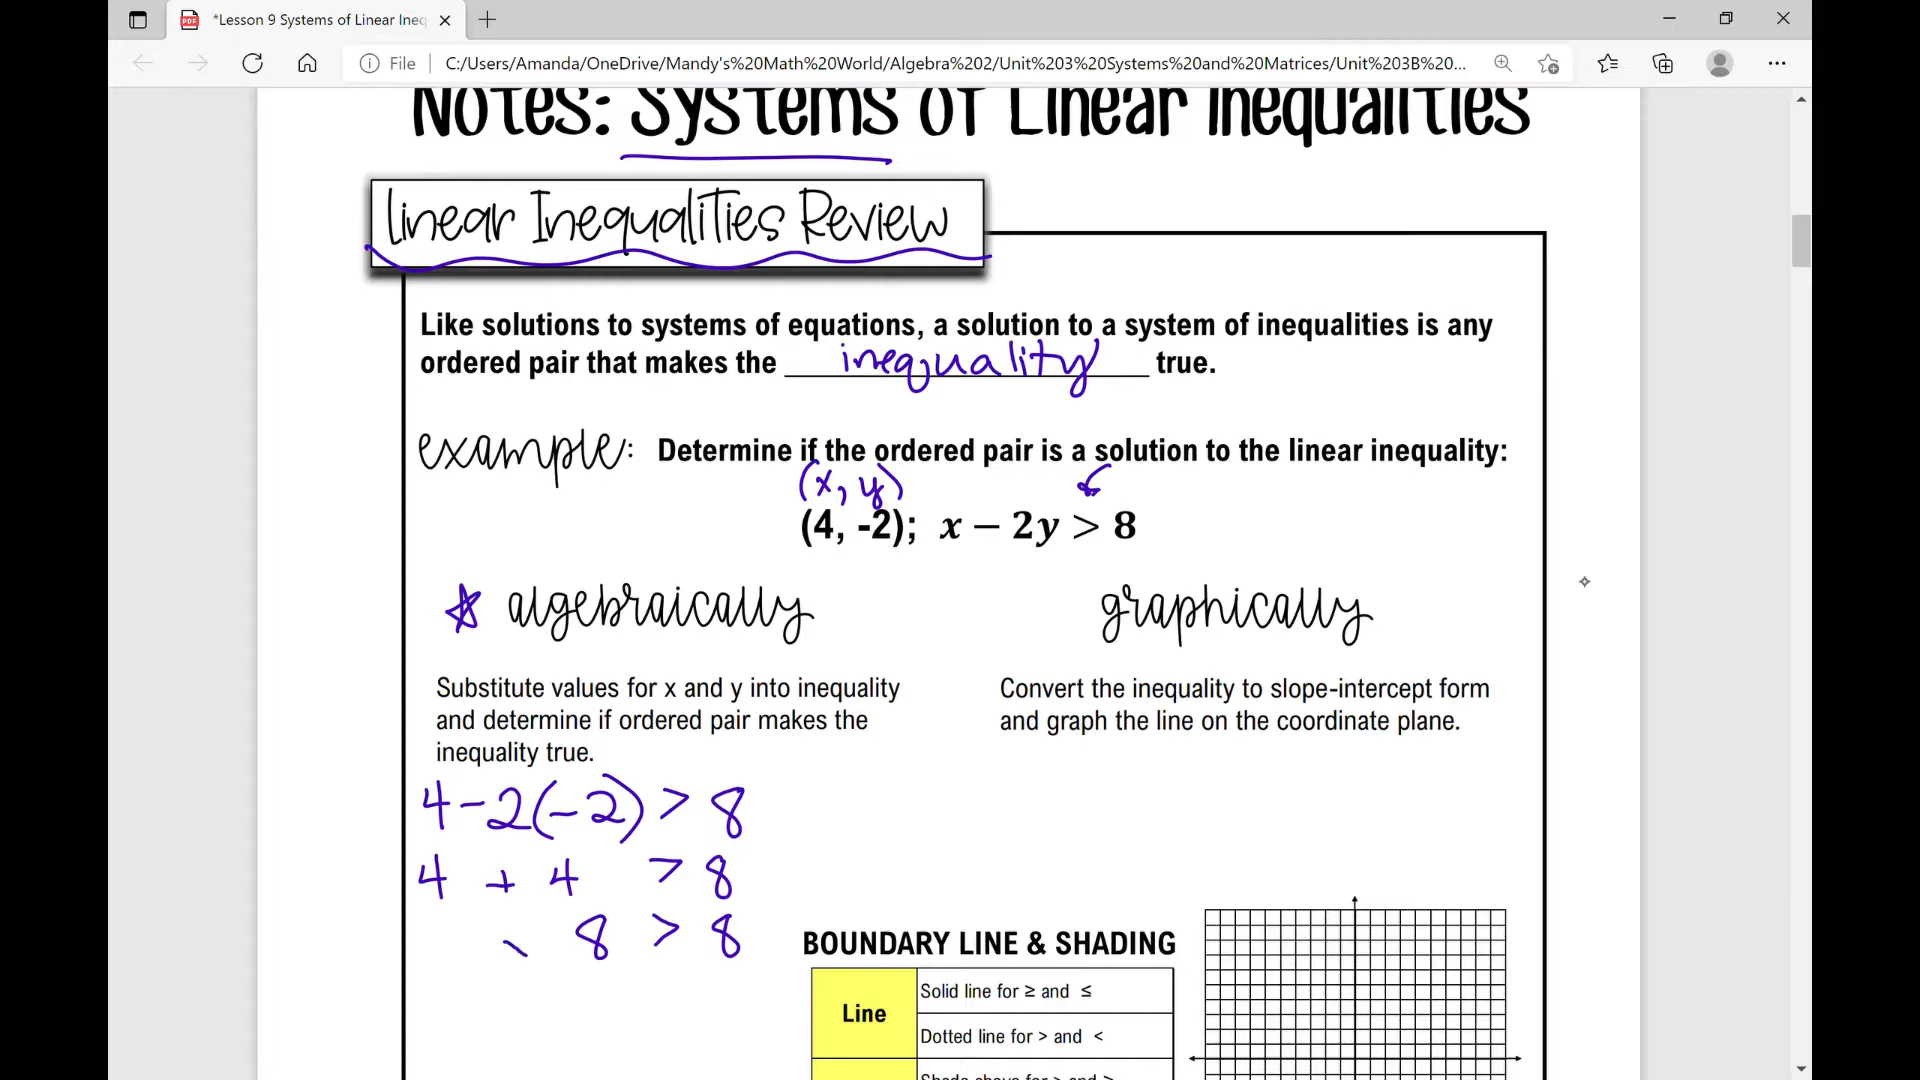 *Lesson 9 Systems of Linear Ineq
File
C:/Users/Amanda/OneDrive/Mandy's%20Math%20World/Algebra%202/Unit%203%20Systems%20and%20Matrices/Unit%203B%20...
Notes: Systems of Linear Inequalities
Linear Inequalities Review
Like solutions to systems of equations, a solution to a system of inequalities is any
ordered pair that makes the inequality true.
example: Determine if the ordered pair is a solution to the linear inequality:
(x, y)
(4, -2); x − 2y > 8
algebraically
graphically
Substitute values for x and y into inequality
and determine if ordered pair makes the
inequality true.
Convert the inequality to slope-intercept form
and graph the line on the coordinate plane.
4 - 2(-2) > 8
4 + 4 > 8
8 > 8
BOUNDARY LINE & SHADING
Line
Solid line for ≥ and ≤
Dotted line for > and <